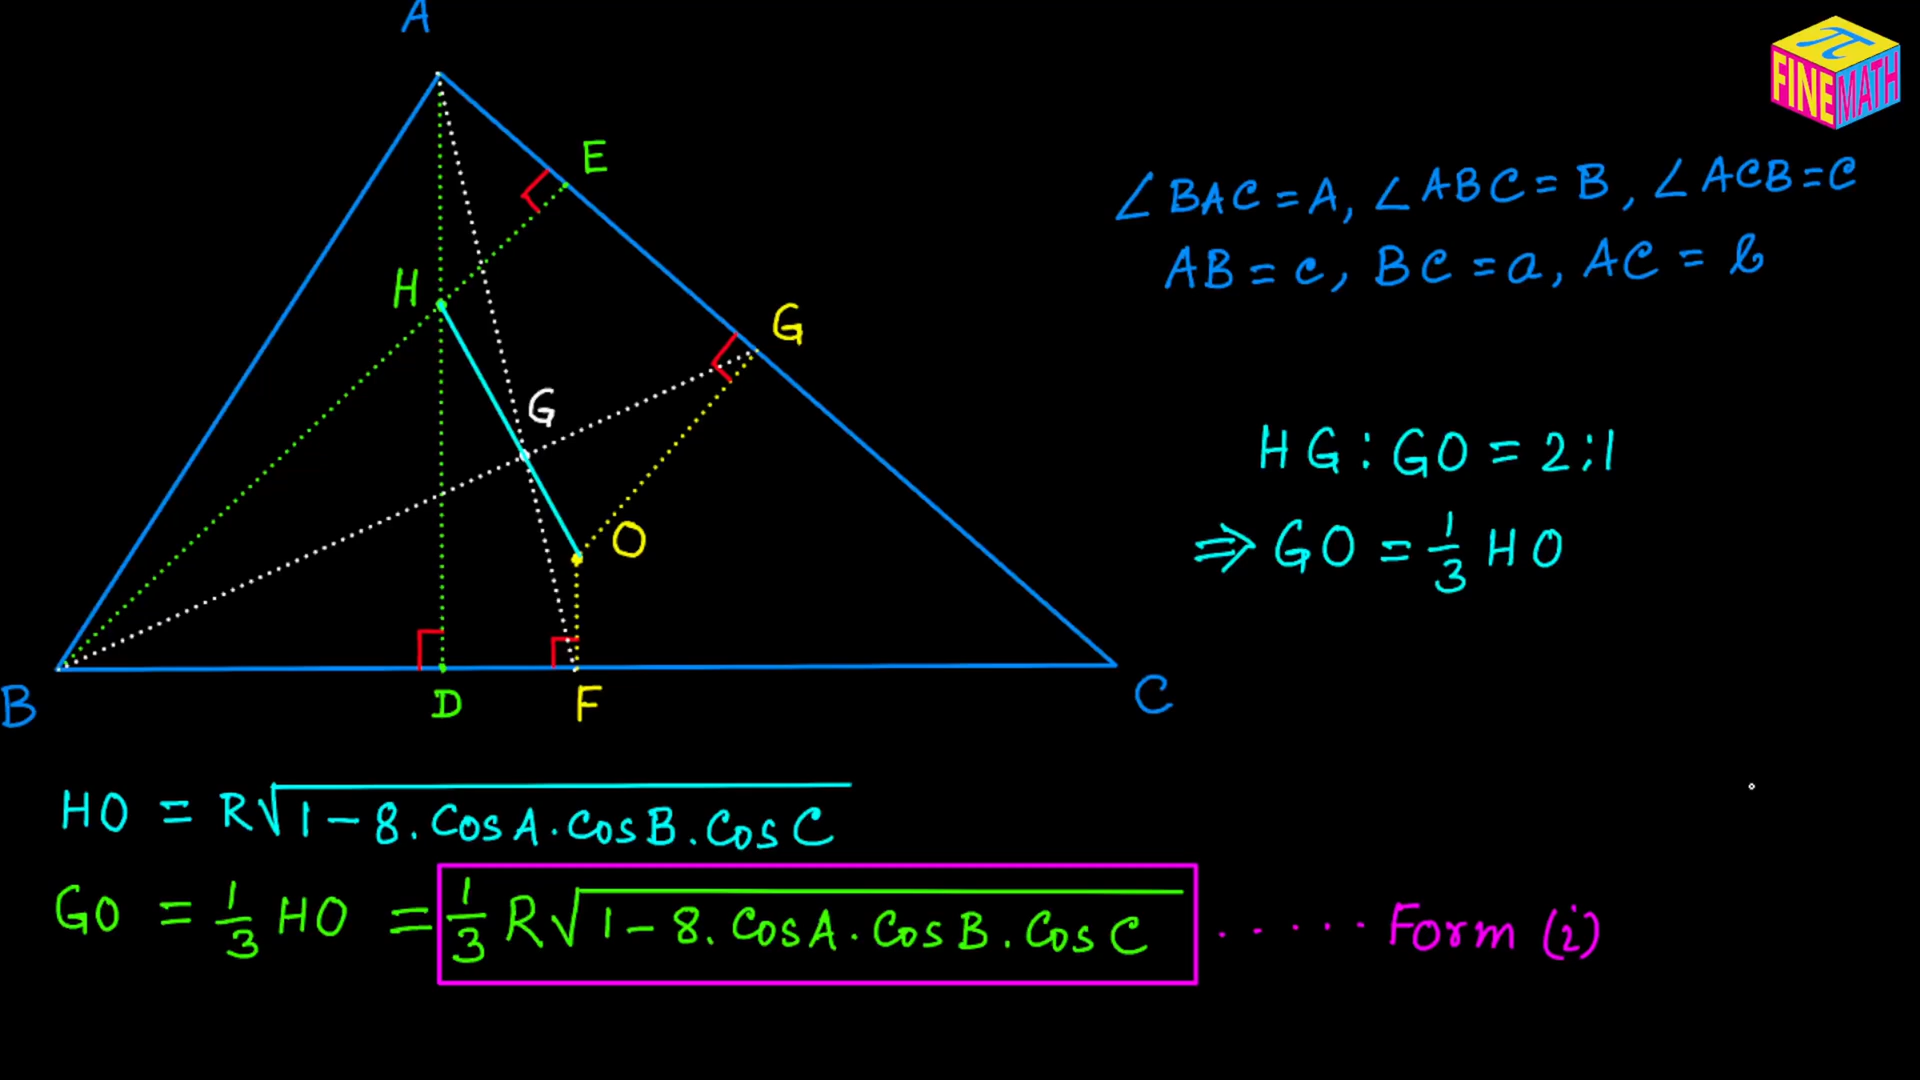 A
π
FINE MATH
E
∠BAC = A, ∠ABC = B, ∠ACB = C
AB = c, BC = a, AC = b
H
G
G
HG : GO = 2 : 1
O
⇒ GO = 1/3 HO
B
D
F
C
HO = R√(1 - 8. Cos A . Cos B . Cos C)
GO = 1/3 HO = 1/3 R√(1 - 8. Cos A . Cos B . Cos C) ..... Form (i)